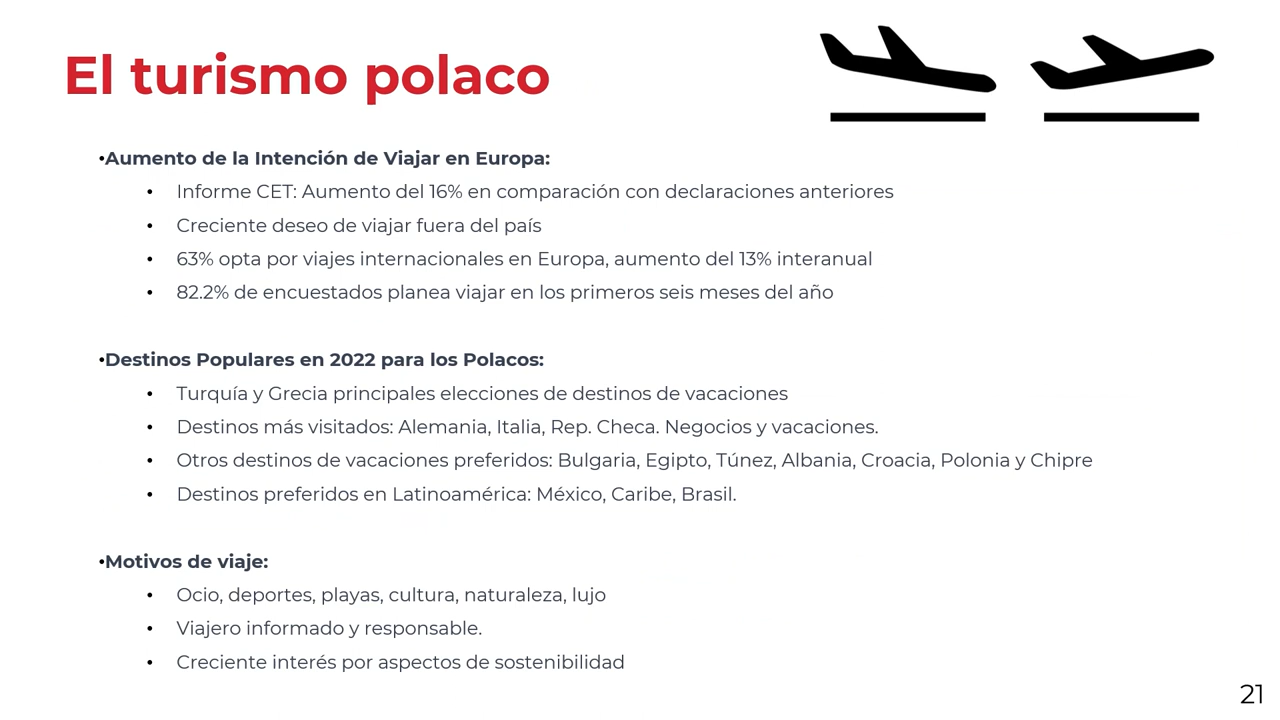 El turismo polaco
•Aumento de la Intención de Viajar en Europa:
• Informe CET: Aumento del 16% en comparación con declaraciones anteriores
• Creciente deseo de viajar fuera del país
• 63% opta por viajes internacionales en Europa, aumento del 13% interanual
• 82.2% de encuestados planea viajar en los primeros seis meses del año
•Destinos Populares en 2022 para los Polacos:
• Turquía y Grecia principales elecciones de destinos de vacaciones
• Destinos más visitados: Alemania, Italia, Rep. Checa. Negocios y vacaciones.
• Otros destinos de vacaciones preferidos: Bulgaria, Egipto, Túnez, Albania, Croacia, Polonia y Chipre
• Destinos preferidos en Latinoamérica: México, Caribe, Brasil.
•Motivos de viaje:
• Ocio, deportes, playas, cultura, naturaleza, lujo
• Viajero informado y responsable.
• Creciente interés por aspectos de sostenibilidad
21